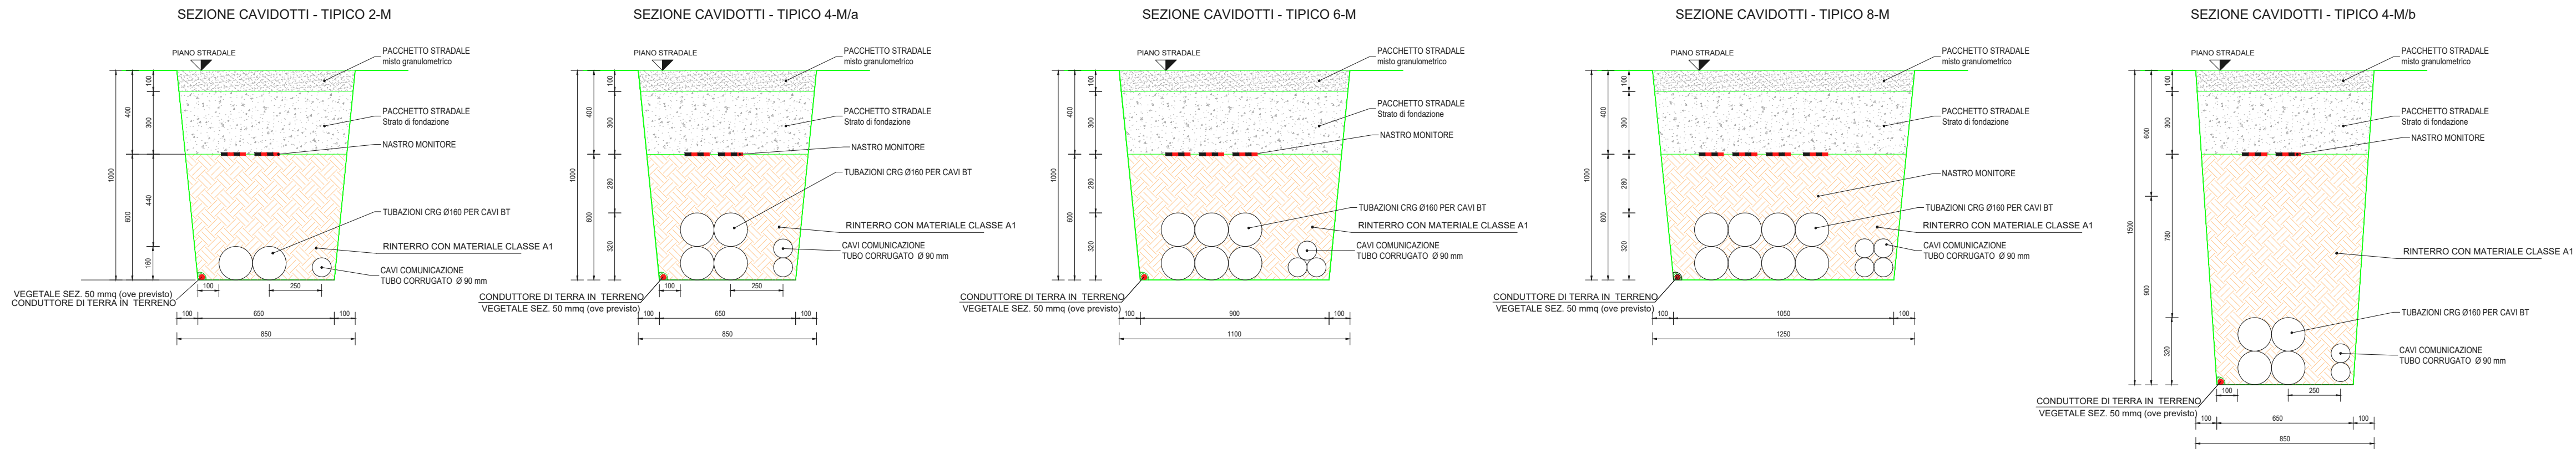 SEZIONE CAVIDOTTI - TIPICO 2-M
PIANO STRADALE
PACCHETTO STRADALE
misto granulometrico
PACCHETTO STRADALE
Strato di fondazione
NASTRO MONITORE
TUBAZIONI CRG Ø160 PER CAVI BT
RINTERRO CON MATERIALE CLASSE A1
CAVI COMUNICAZIONE
TUBO CORRUGATO Ø 90 mm
VEGETALE SEZ. 50 mmq (ove previsto)
CONDUTTORE DI TERRA IN TERRENO
1000
400
600
100
300
440
160
100
250
100
650
100
850
SEZIONE CAVIDOTTI - TIPICO 4-M/a
PIANO STRADALE
PACCHETTO STRADALE
misto granulometrico
PACCHETTO STRADALE
Strato di fondazione
NASTRO MONITORE
TUBAZIONI CRG Ø160 PER CAVI BT
RINTERRO CON MATERIALE CLASSE A1
CAVI COMUNICAZIONE
TUBO CORRUGATO Ø 90 mm
CONDUTTORE DI TERRA IN TERRENO
VEGETALE SEZ. 50 mmq (ove previsto)
1000
400
600
100
300
280
320
100
250
100
650
100
850
SEZIONE CAVIDOTTI - TIPICO 6-M
PIANO STRADALE
PACCHETTO STRADALE
misto granulometrico
PACCHETTO STRADALE
Strato di fondazione
NASTRO MONITORE
TUBAZIONI CRG Ø160 PER CAVI BT
RINTERRO CON MATERIALE CLASSE A1
CAVI COMUNICAZIONE
TUBO CORRUGATO Ø 90 mm
CONDUTTORE DI TERRA IN TERRENO
VEGETALE SEZ. 50 mmq (ove previsto)
1000
400
600
100
300
280
320
100
900
100
1100
SEZIONE CAVIDOTTI - TIPICO 8-M
PIANO STRADALE
PACCHETTO STRADALE
misto granulometrico
PACCHETTO STRADALE
Strato di fondazione
NASTRO MONITORE
TUBAZIONI CRG Ø160 PER CAVI BT
RINTERRO CON MATERIALE CLASSE A1
CAVI COMUNICAZIONE
TUBO CORRUGATO Ø 90 mm
CONDUTTORE DI TERRA IN TERRENO
VEGETALE SEZ. 50 mmq (ove previsto)
1000
400
600
100
300
280
320
100
1050
100
1250
SEZIONE CAVIDOTTI - TIPICO 4-M/b
PIANO STRADALE
PACCHETTO STRADALE
misto granulometrico
PACCHETTO STRADALE
Strato di fondazione
NASTRO MONITORE
RINTERRO CON MATERIALE CLASSE A1
TUBAZIONI CRG Ø160 PER CAVI BT
CAVI COMUNICAZIONE
TUBO CORRUGATO Ø 90 mm
CONDUTTORE DI TERRA IN TERRENO
VEGETALE SEZ. 50 mmq (ove previsto)
1500
600
900
100
300
780
320
100
250
100
650
100
850